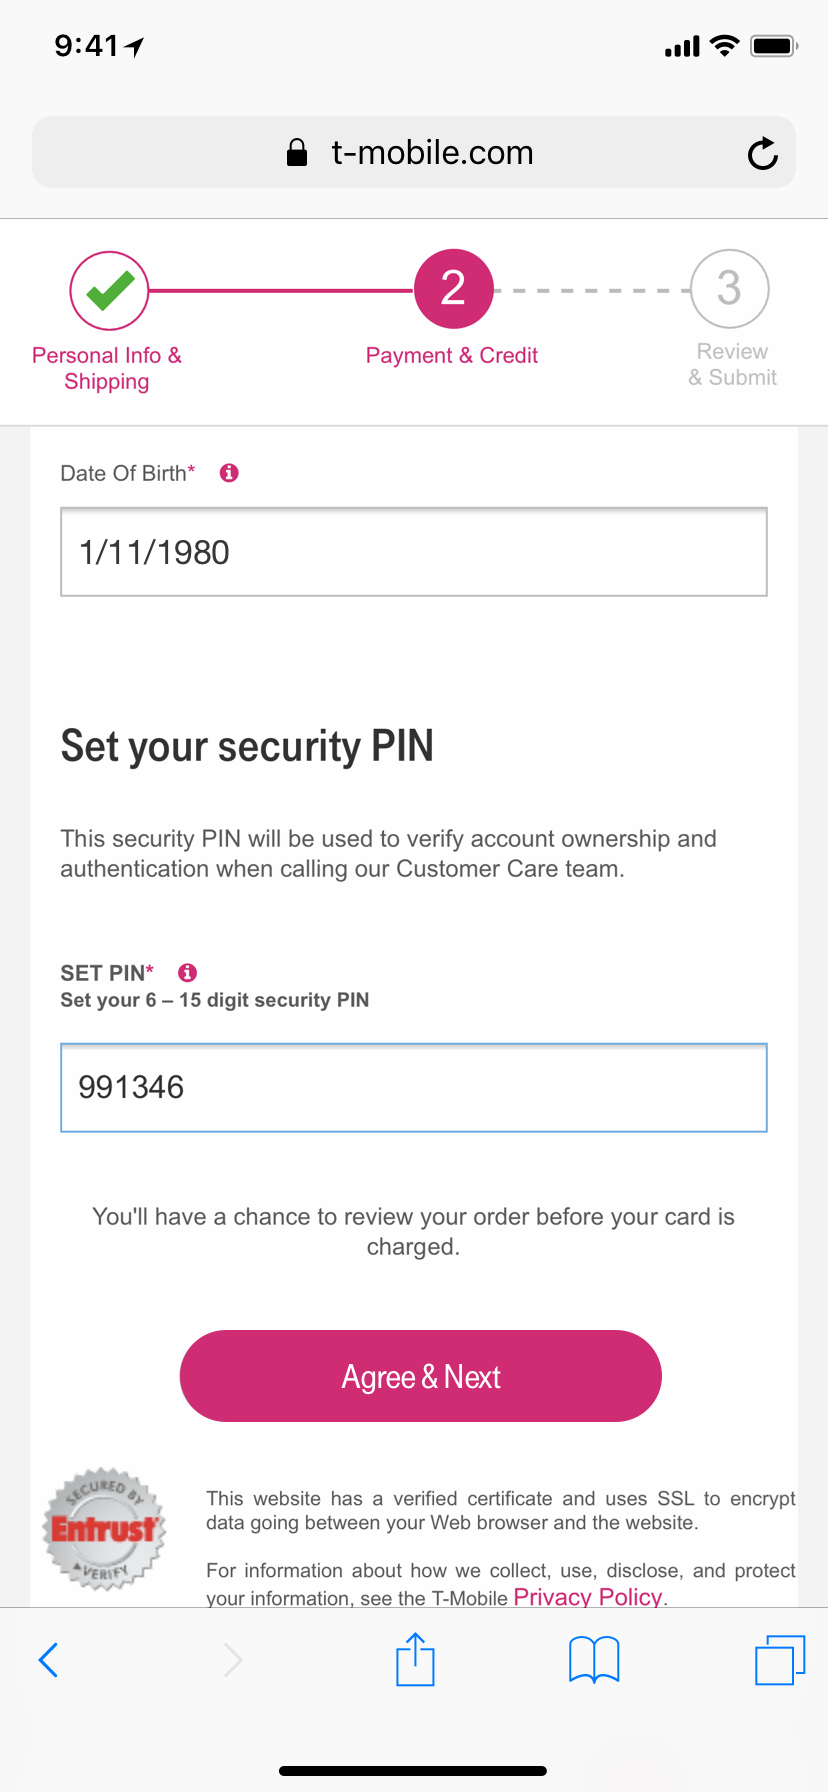 9:41
t-mobile.com
2
3
Personal Info &
Shipping
Payment & Credit
Review
& Submit
Date Of Birth*
1/11/1980
Set your security PIN
This security PIN will be used to verify account ownership and
authentication when calling our Customer Care team.
SET PIN*
Set your 6 – 15 digit security PIN
991346
You'll have a chance to review your order before your card is
charged.
Agree & Next
SECURED BY
Entrust
VERIFY
This website has a verified certificate and uses SSL to encrypt
data going between your Web browser and the website.
For information about how we collect, use, disclose, and protect
your information, see the T-Mobile Privacy Policy.